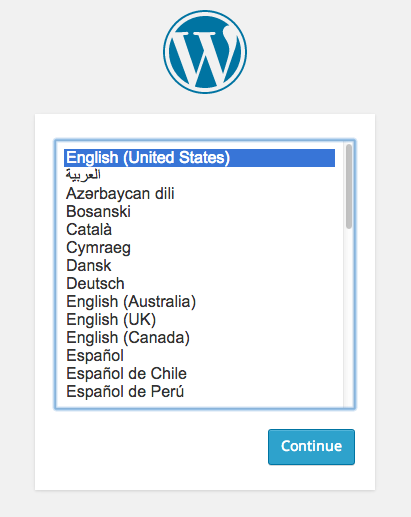 English (United States)
العربية
Azərbaycan dili
Bosanski
Català
Cymraeg
Dansk
Deutsch
English (Australia)
English (UK)
English (Canada)
Español
Español de Chile
Español de Perú
Continue